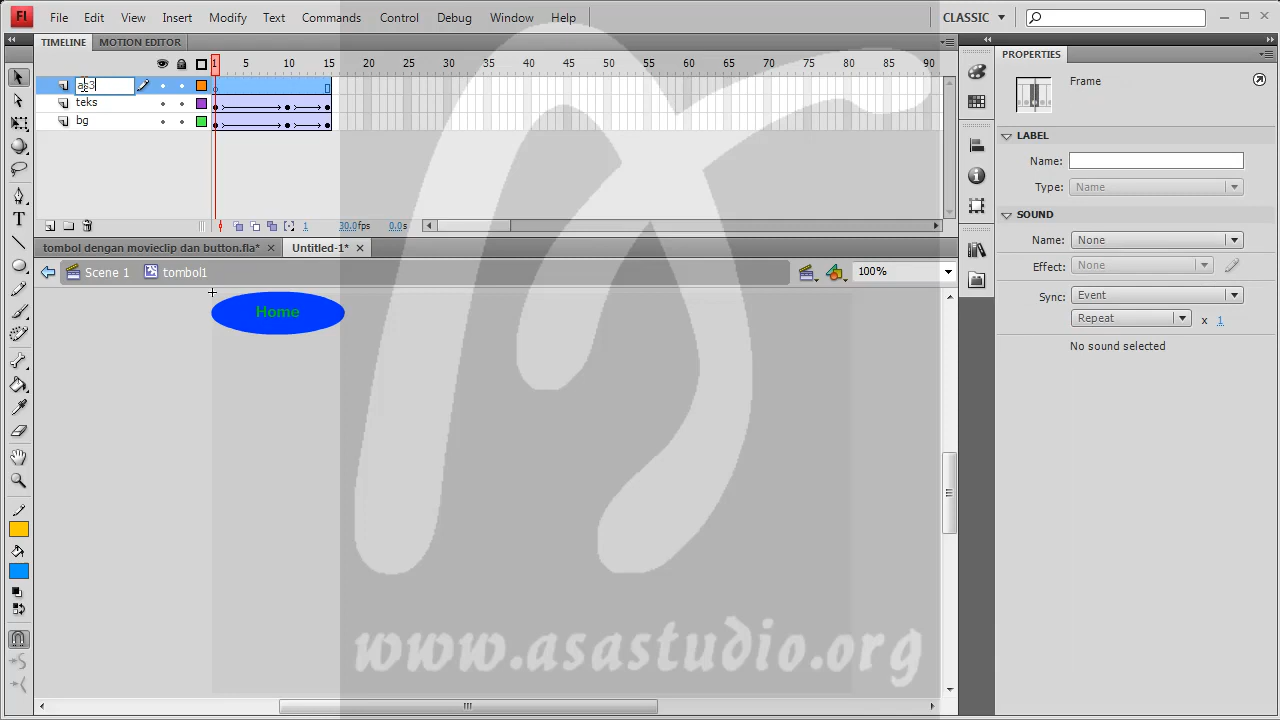 Fl File Edit View Insert Modify Text Commands Control Debug Window Help CLASSIC
TIMELINE MOTION EDITOR PROPERTIES
1 5 10 15 20 25 30 35 40 45 50 55 60 65 70 75 80 85 90
Frame
as3
teks
bg
LABEL
Name:
Type: Name
SOUND
1 30.0fps 0.0s
Name: None
tombol dengan movieclip dan button.fla* Untitled-1*
Effect: None
Scene 1 tombol1 100%
Sync: Event
Repeat x 1
Home
No sound selected
T
www.asastudio.org